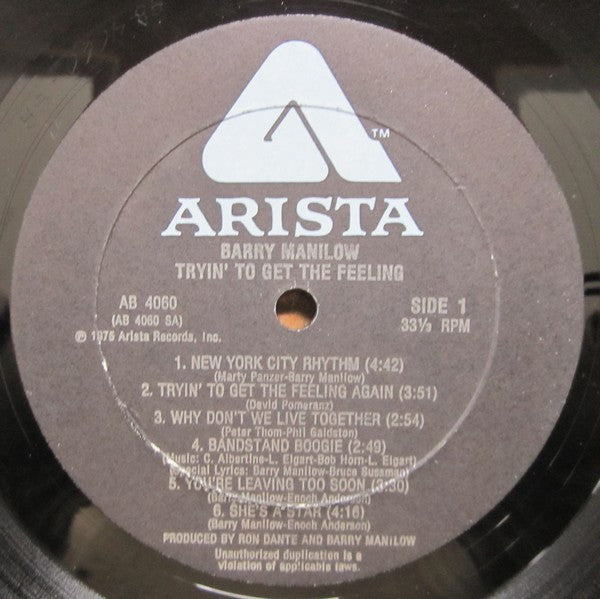 TM
ARISTA
BARRY MANILOW
TRYIN' TO GET THE FEELING
AB 4060
(AB 4060 SA)
℗ 1975 Arista Records, Inc.
SIDE 1
33⅓ RPM
1. NEW YORK CITY RHYTHM (4:42)
(Marty Panzer-Barry Manilow)
2. TRYIN' TO GET THE FEELING AGAIN (3:51)
(David Pomeranz)
3. WHY DON'T WE LIVE TOGETHER (2:54)
(Peter Thom-Phil Galdston)
4. BANDSTAND BOOGIE (2:49)
(Music: C. Albertine-L. Elgart-Bob Horn-L. Elgart)
Special Lyrics: Barry Manilow-Bruce Sussman)
5. YOU'RE LEAVING TOO SOON (3:30)
(Barry Manilow-Enoch Anderson)
6. SHE'S A STAR (4:16)
(Barry Manilow-Enoch Anderson)
PRODUCED BY RON DANTE AND BARRY MANILOW
Unauthorized duplication is a
violation of applicable laws.